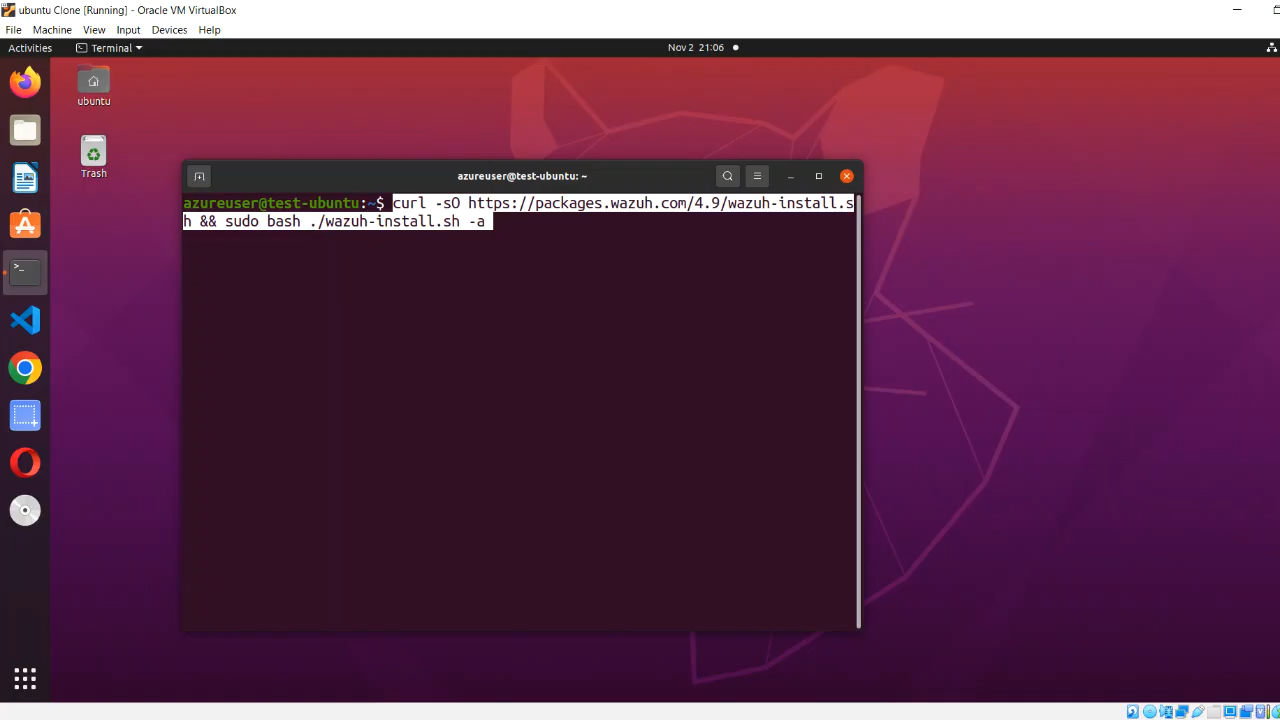 ubuntu Clone [Running] - Oracle VM VirtualBox
File Machine View Input Devices Help
Activities Terminal Nov 2 21:06
ubuntu
Trash
azureuser@test-ubuntu: ~
azureuser@test-ubuntu:~$ curl -sO https://packages.wazuh.com/4.9/wazuh-install.s
h && sudo bash ./wazuh-install.sh -a